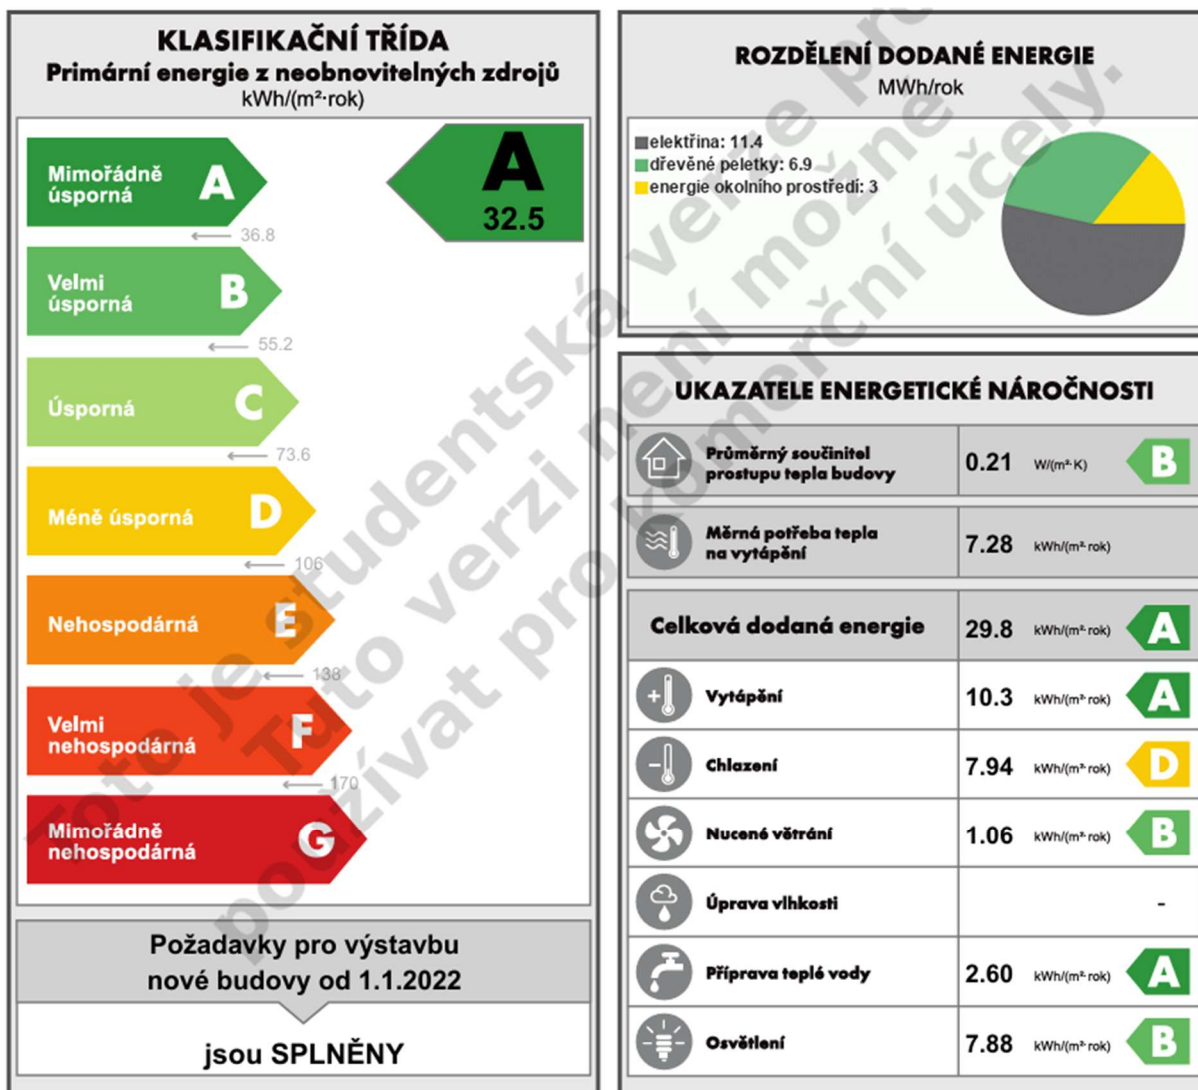 KLASIFIKAČNÍ TŘÍDA
Primární energie z neobnovitelných zdrojů
kWh/(m²·rok)
Mimořádně
úsporná
A
A
32.5
36.8
Velmi
úsporná
B
55.2
Úsporná
C
73.6
Méně úsporná
D
106
Nehospodárná
E
138
Velmi
nehospodárná
F
170
Mimořádně
nehospodárná
G
Požadavky pro výstavbu
nové budovy od 1.1.2022
jsou SPLNĚNY
ROZDĚLENÍ DODANÉ ENERGIE
MWh/rok
elektřina: 11.4
dřevěné peletky: 6.9
energie okolního prostředí: 3
UKAZATELE ENERGETICKÉ NÁROČNOSTI
Průměrný součinitel
prostupu tepla budovy
0.21 W/(m²·K) B
Měrná potřeba tepla
na vytápění
7.28 kWh/(m²·rok)
Celková dodaná energie 29.8 kWh/(m²·rok) A
Vytápění 10.3 kWh/(m²·rok) A
Chlazení 7.94 kWh/(m²·rok) D
Nucené větrání 1.06 kWh/(m²·rok) B
Úprava vlhkosti -
Příprava teplé vody 2.60 kWh/(m²·rok) A
Osvětlení 7.88 kWh/(m²·rok) B
Toto je studentská verze
Tuto verzi není možné
používat pro komerční účely.